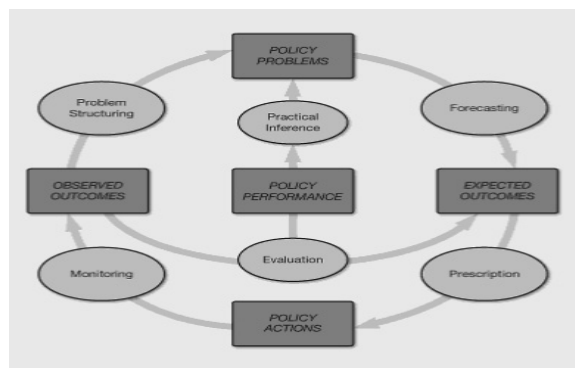 POLICY
PROBLEMS
Problem
Structuring
Practical
Inference
Forecasting
OBSERVED
OUTCOMES
POLICY
PERFORMANCE
EXPECTED
OUTCOMES
Monitoring
Evaluation
Prescription
POLICY
ACTIONS